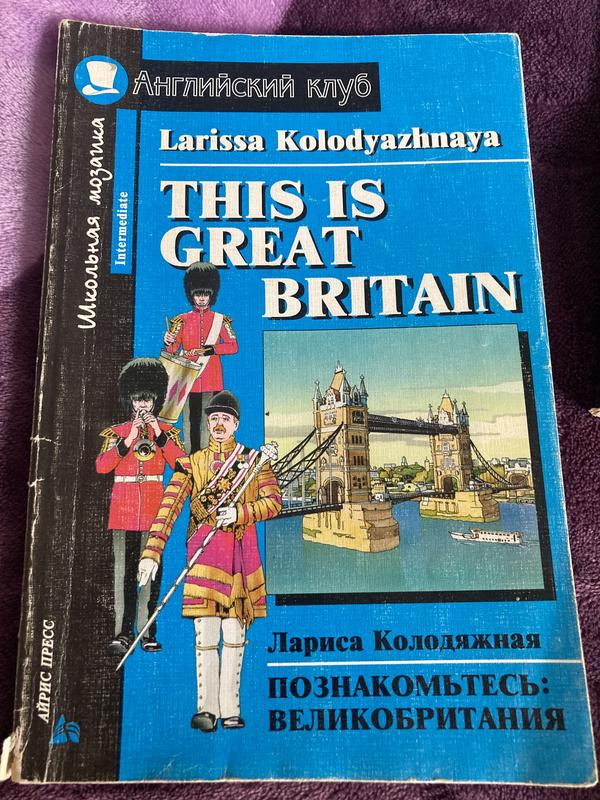 Английский клуб
Школьная мозаика
Intermediate
Larissa Kolodyazhnaya
THIS IS
GREAT
BRITAIN
Лариса Колодяжная
ПОЗНАКОМЬТЕСЬ:
ВЕЛИКОБРИТАНИЯ
АЙРИС ПРЕСС